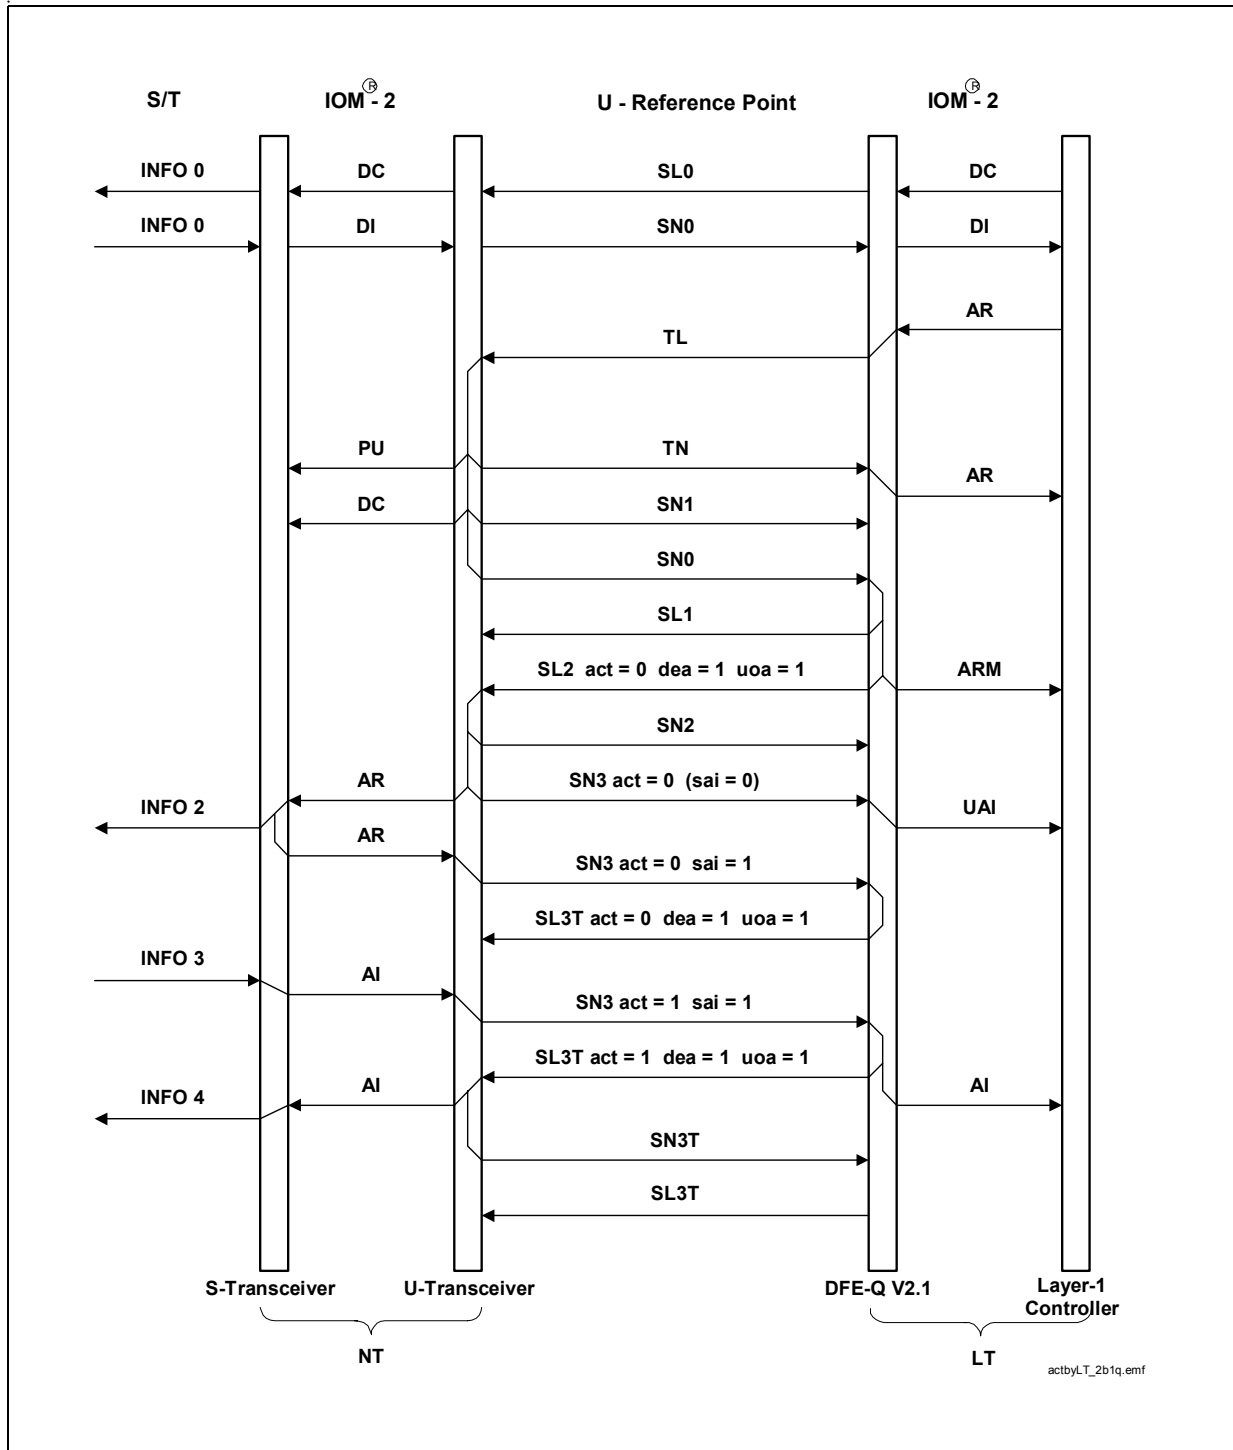 S/T IOM®- 2 U - Reference Point IOM®- 2
INFO 0 DC SL0 DC
INFO 0 DI SN0 DI
AR
TL
PU TN
AR
DC SN1
SN0
SL1
SL2 act = 0 dea = 1 uoa = 1 ARM
SN2
AR SN3 act = 0 (sai = 0)
INFO 2 UAI
AR
SN3 act = 0 sai = 1
SL3T act = 0 dea = 1 uoa = 1
INFO 3
AI
SN3 act = 1 sai = 1
SL3T act = 1 dea = 1 uoa = 1
INFO 4 AI AI
SN3T
SL3T
S-Transceiver U-Transceiver DFE-Q V2.1 Layer-1
Controller
NT LT
actbyLT_2b1q.emf